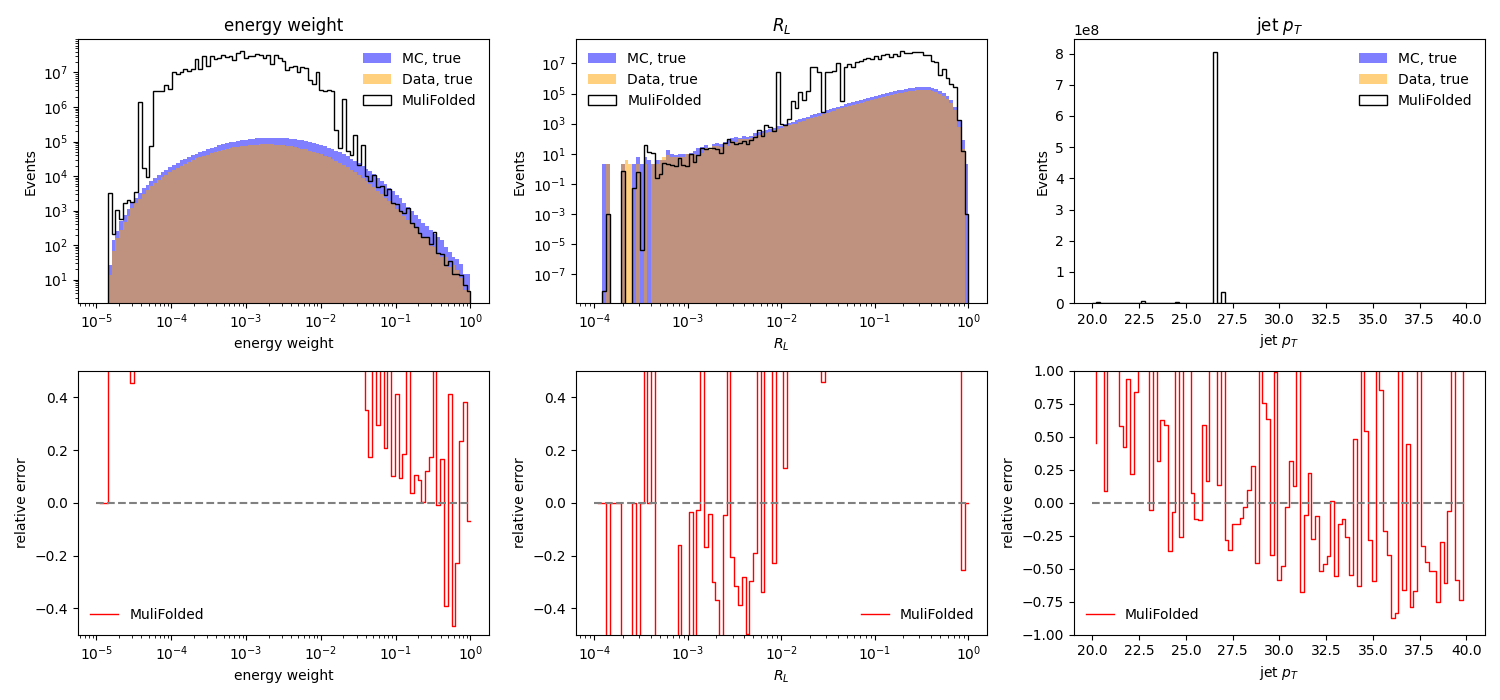 energy weight
Events
10^7
10^6
10^5
10^4
10^3
10^2
10^1
MC, true
Data, true
MuliFolded
10^-5 10^-4 10^-3 10^-2 10^-1 10^0
energy weight
R_L
Events
10^7
10^5
10^3
10^1
10^-1
10^-3
10^-5
10^-7
MC, true
Data, true
MuliFolded
10^-4 10^-3 10^-2 10^-1 10^0
R_L
jet p_T
1e8
Events
8
7
6
5
4
3
2
1
0
MC, true
Data, true
MuliFolded
20.0 22.5 25.0 27.5 30.0 32.5 35.0 37.5 40.0
jet p_T
relative error
0.4
0.2
0.0
−0.2
−0.4
MuliFolded
10^-5 10^-4 10^-3 10^-2 10^-1 10^0
energy weight
relative error
0.4
0.2
0.0
−0.2
−0.4
MuliFolded
10^-4 10^-3 10^-2 10^-1 10^0
R_L
relative error
1.00
0.75
0.50
0.25
0.00
−0.25
−0.50
−0.75
−1.00
MuliFolded
20.0 22.5 25.0 27.5 30.0 32.5 35.0 37.5 40.0
jet p_T